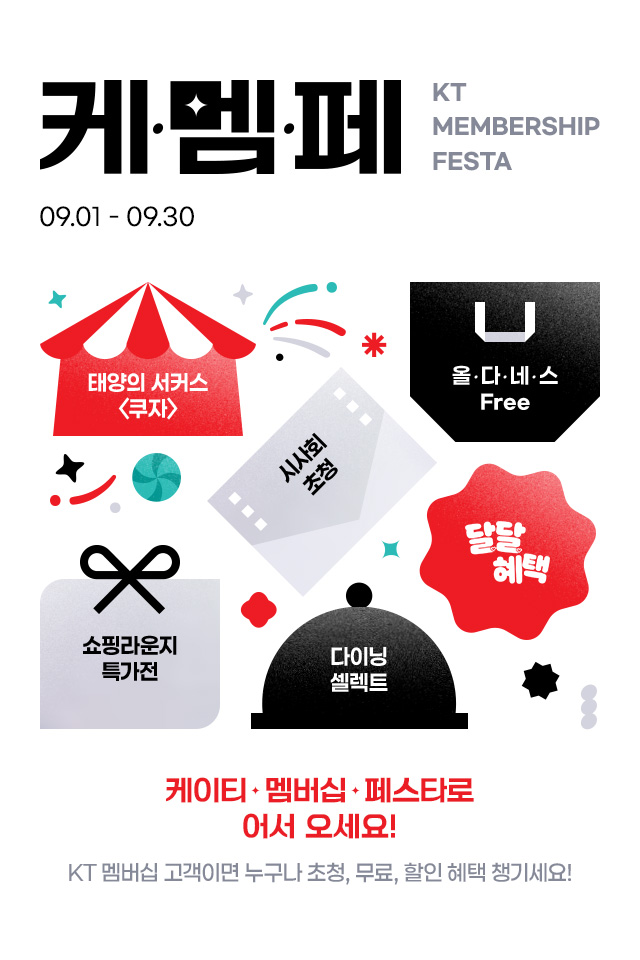 케·멤·페
KT
MEMBERSHIP
FESTA
09.01 - 09.30
태양의 서커스
<쿠자>
올·다·네·스
Free
시사회
초청
달달
혜택
쇼핑라운지
특가전
다이닝
셀렉트
케이티·멤버십·페스타로
어서 오세요!
KT 멤버십 고객이면 누구나 초청, 무료, 할인 혜택 챙기세요!